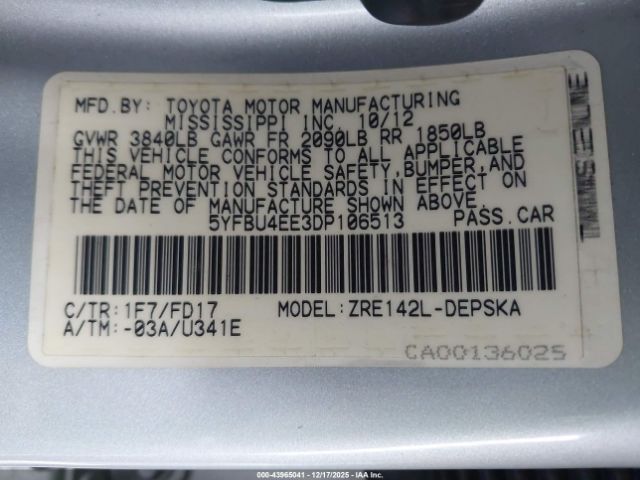 MFD.BY: TOYOTA MOTOR MANUFACTURING
MISSISSIPPI INC. 10/12
GVWR 3840LB GAWR FR 2090LB RR 1850LB
THIS VEHICLE CONFORMS TO ALL APPLICABLE
FEDERAL MOTOR VEHICLE SAFETY,BUMPER,AND
THEFT PREVENTION STANDARDS IN EFFECT ON
THE DATE OF MANUFACTURE SHOWN ABOVE.
5YFBU4EE3DP106513 PASS.CAR
C/TR:1F7/FD17 MODEL:ZRE142L-DEPSKA
A/TM:-03A/U341E
CA00136025
© - 43965041 - 12/17/2025 - IAA Inc.